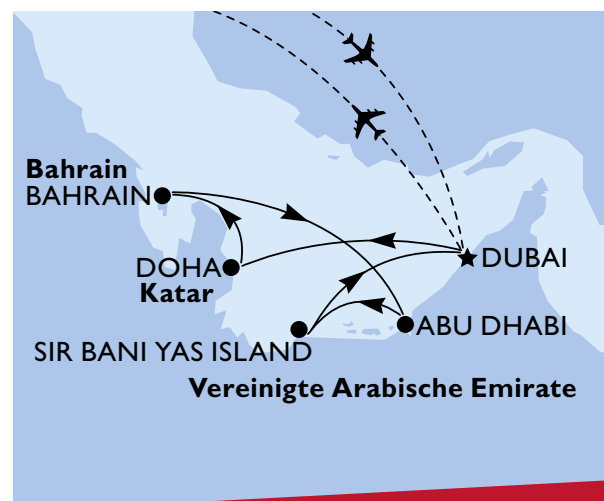 Bahrain
BAHRAIN
DOHA
Katar
DUBAI
ABU DHABI
SIR BANI YAS ISLAND
Vereinigte Arabische Emirate